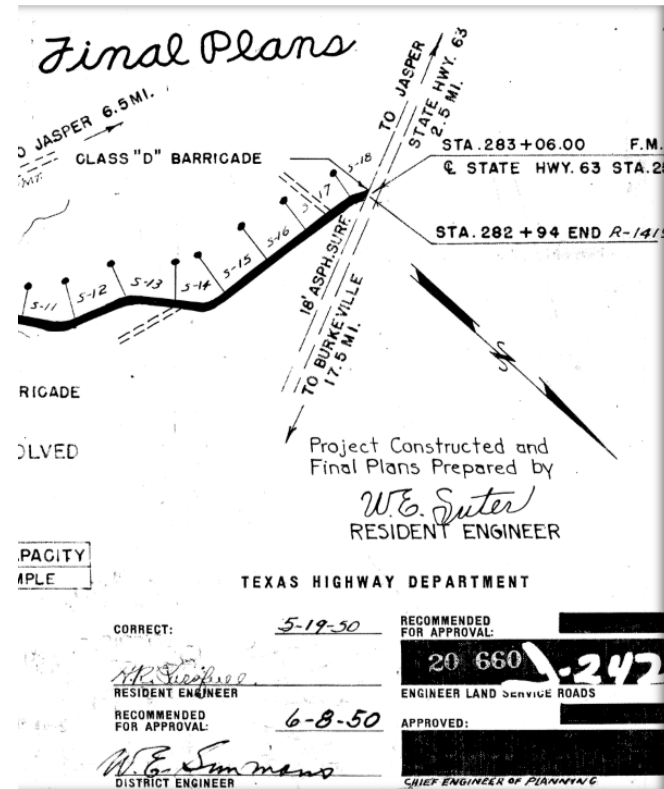 Final Plans
TO JASPER 6.5 MI.
CLASS "D" BARRICADE
TO JASPER
STATE HWY. 63
2.5 MI.
STA. 283+06.00 F.M.
℄ STATE HWY. 63 STA.2
STA. 282 + 94 END R-1419
S-18
S-17
S-16
S-15
S-14
S-13
S-12
S-11
18' ASPH. SURF.
TO BURKEVILLE
17.5 MI.
N
RICADE
OLVED
Project Constructed and
Final Plans Prepared by
W.E. Suter
RESIDENT ENGINEER
PACITY
MPLE
TEXAS HIGHWAY DEPARTMENT
CORRECT: 5-19-50
RESIDENT ENGINEER
RECOMMENDED
FOR APPROVAL: 6-8-50
W.E. Simmons
DISTRICT ENGINEER
RECOMMENDED
FOR APPROVAL:
20 660 J-242
ENGINEER LAND SERVICE ROADS
APPROVED:
CHIEF ENGINEER OF PLANNING